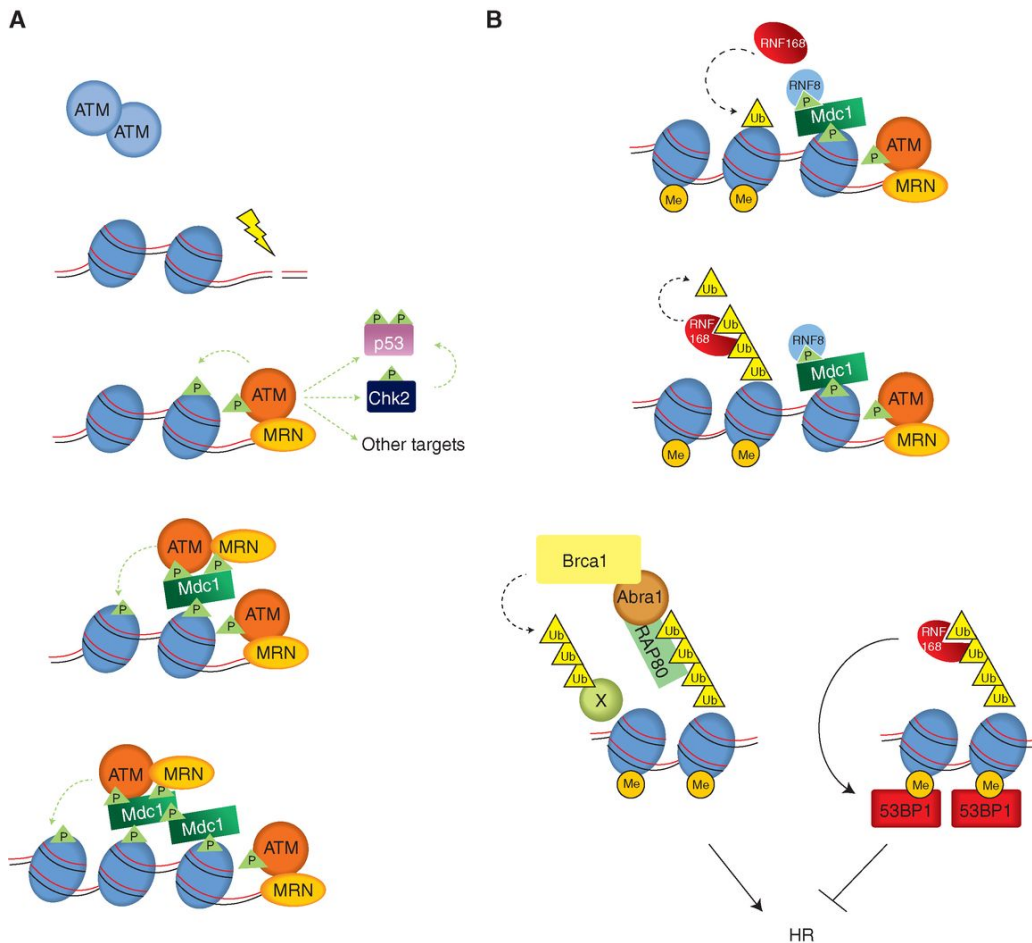 A
ATM
ATM
P
P
p53
P
Chk2
P
P
ATM
MRN
Other targets
ATM
MRN
P
P
Mdc1
P
P
P
ATM
MRN
ATM
MRN
P
P
Mdc1
P
Mdc1
P
P
P
P
ATM
MRN
B
RNF168
RNF8
P
Ub
Mdc1
P
P
ATM
MRN
Me
Me
Ub
RNF
168
Ub
Ub
Ub
RNF8
P
Mdc1
P
P
ATM
MRN
Me
Me
Brca1
Abra1
RAP80
Ub
Ub
Ub
X
Ub
Ub
Ub
Ub
Me
Me
RNF
168
Ub
Ub
Ub
Ub
Me
Me
53BP1
53BP1
HR